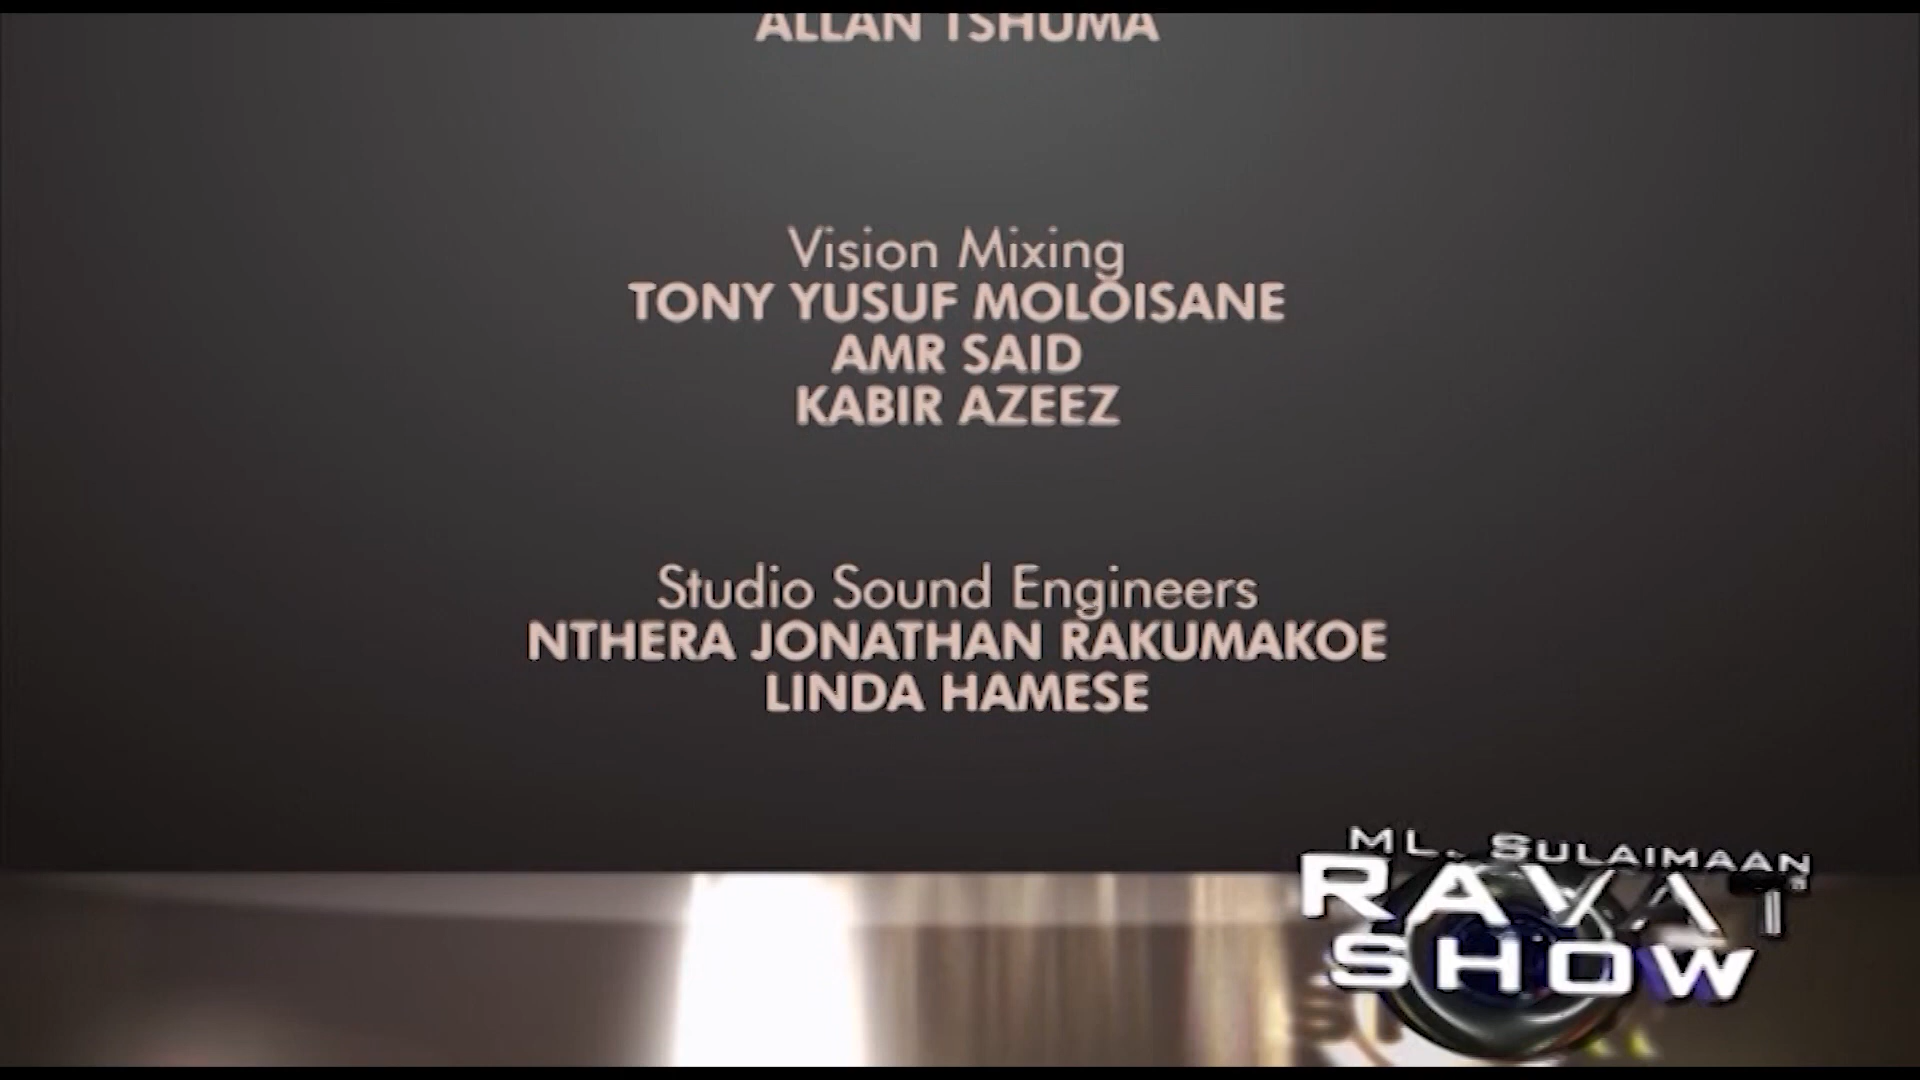 ALLAN TSHUMA
Vision Mixing
TONY YUSUF MOLOISANE
AMR SAID
KABIR AZEEZ
Studio Sound Engineers
NTHERA JONATHAN RAKUMAKOE
LINDA HAMESE
ML. SULAIMAAN
RAVAT
SHOW